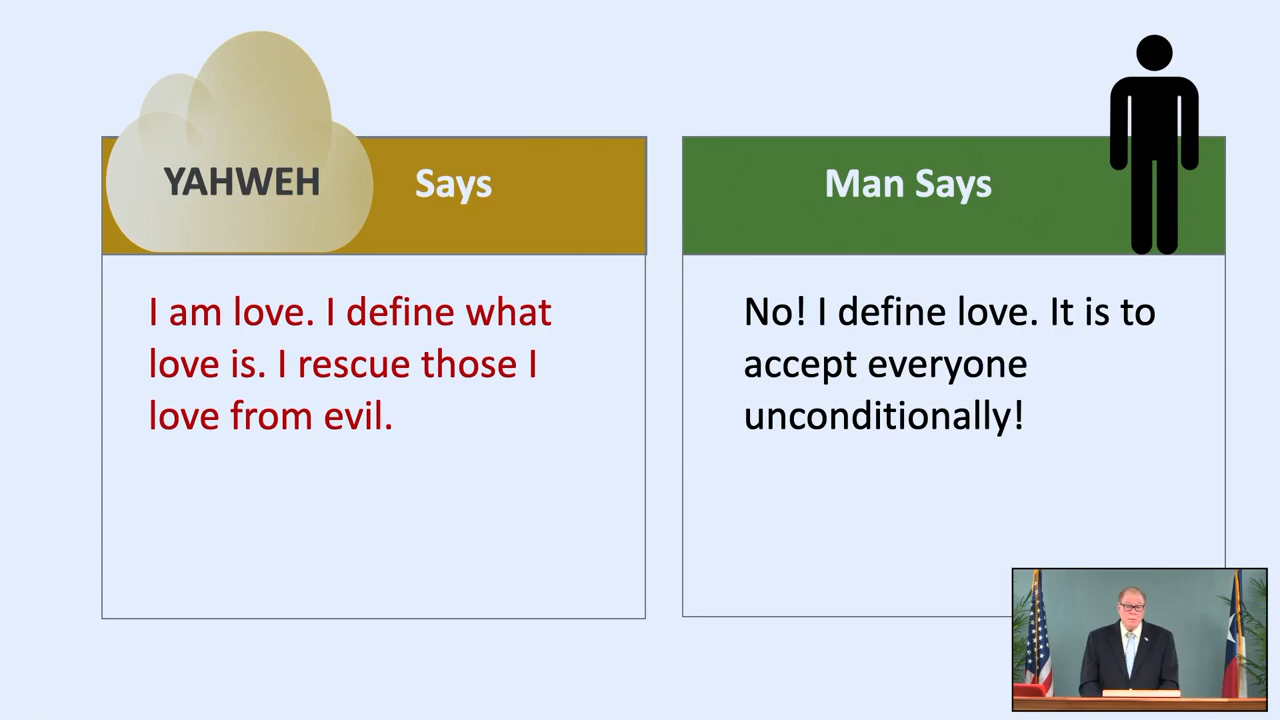 YAHWEH Says
I am love. I define what
love is. I rescue those I
love from evil.
Man Says
No! I define love. It is to
accept everyone
unconditionally!